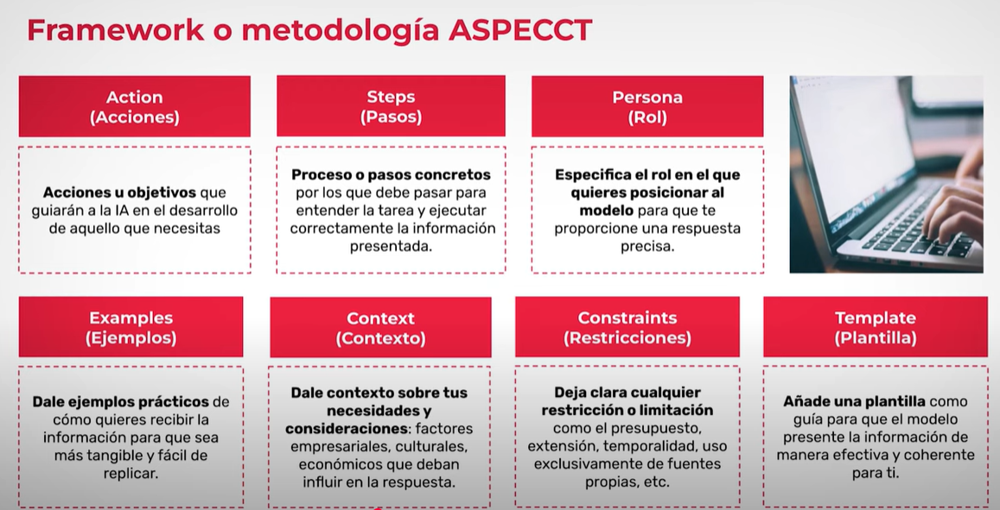 Framework o metodología ASPECCT
Action
(Acciones)
Acciones u objetivos que
guiarán a la IA en el desarrollo
de aquello que necesitas
Steps
(Pasos)
Proceso o pasos concretos
por los que debe pasar para
entender la tarea y ejecutar
correctamente la información
presentada.
Persona
(Rol)
Especifica el rol en el que
quieres posicionar al
modelo para que te
proporcione una respuesta
precisa.
Examples
(Ejemplos)
Dale ejemplos prácticos de
cómo quieres recibir la
información para que sea
más tangible y fácil de
replicar.
Context
(Contexto)
Dale contexto sobre tus
necesidades y
consideraciones: factores
empresariales, culturales,
económicos que deban
influir en la respuesta.
Constraints
(Restricciones)
Deja clara cualquier
restricción o limitación
como el presupuesto,
extensión, temporalidad, uso
exclusivamente de fuentes
propias, etc.
Template
(Plantilla)
Añade una plantilla como
guía para que el modelo
presente la información de
manera efectiva y coherente
para ti.